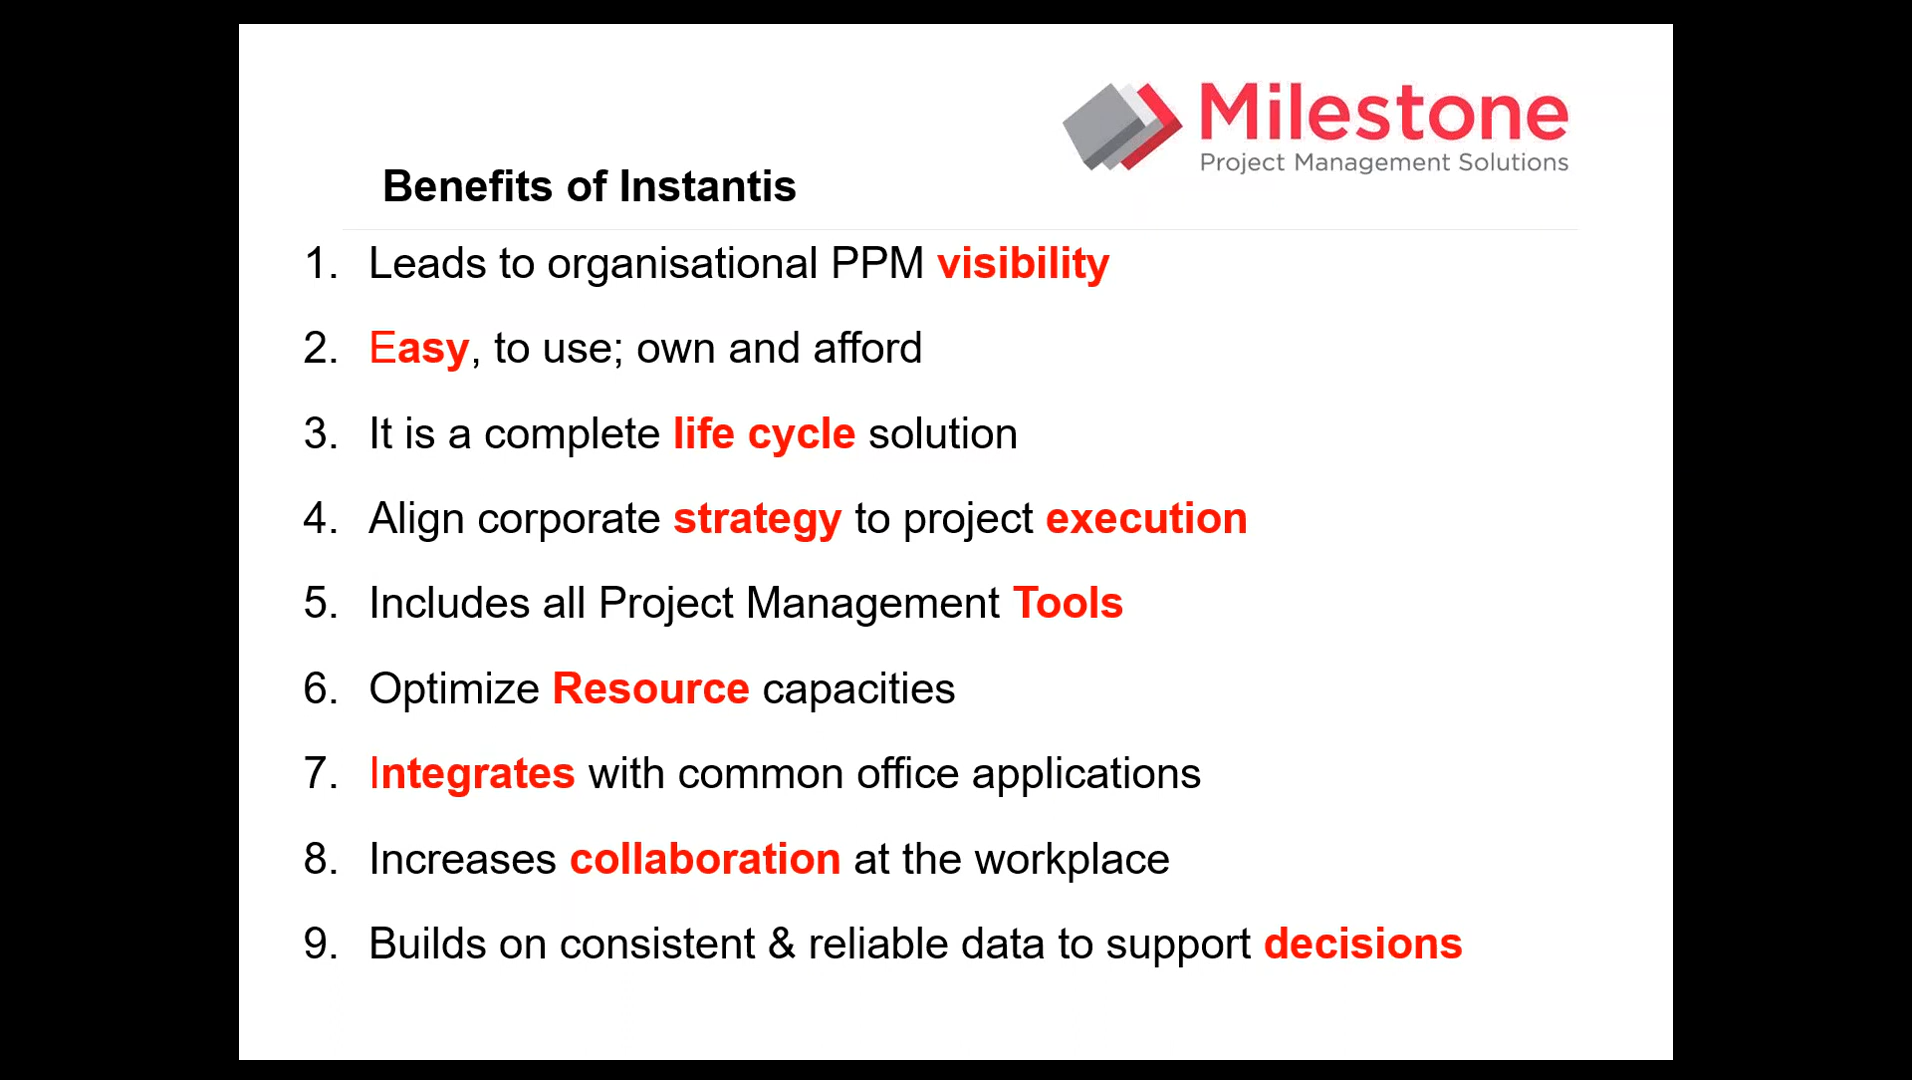 Milestone
Project Management Solutions
Benefits of Instantis
1. Leads to organisational PPM visibility
2. Easy, to use; own and afford
3. It is a complete life cycle solution
4. Align corporate strategy to project execution
5. Includes all Project Management Tools
6. Optimize Resource capacities
7. Integrates with common office applications
8. Increases collaboration at the workplace
9. Builds on consistent & reliable data to support decisions